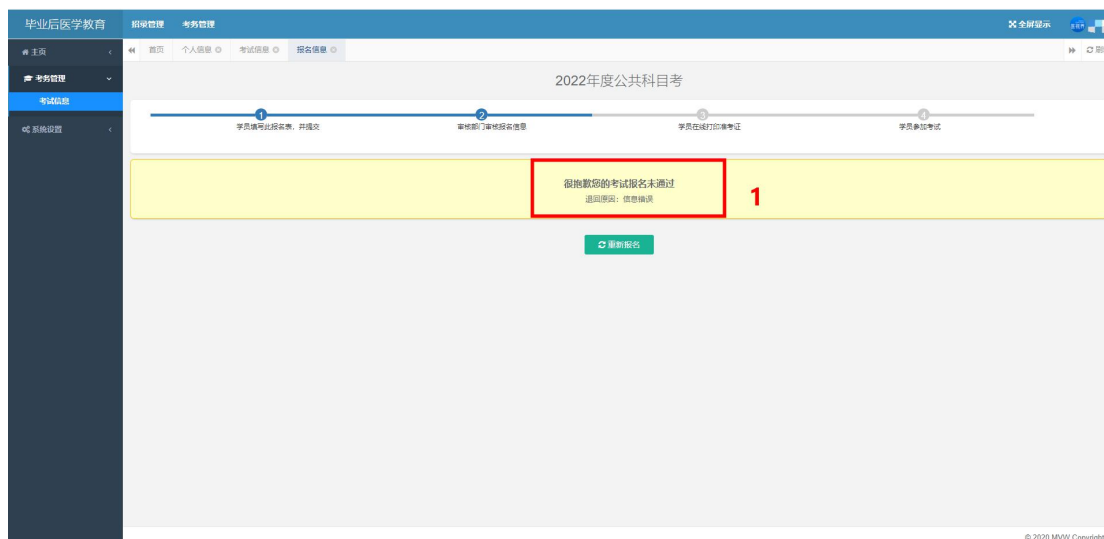 毕业后医学教育
招录管理 考务管理 全屏显示
主页 首页 个人信息 考试信息 报名信息
考务管理
2022年度公共科目考
考试信息
1 2 3 4
系统设置 学员填写此报名表，并提交 审核部门审核报名信息 学员在线打印准考证 学员参加考试
很抱歉您的考试报名未通过
退回原因：信息错误
1
重新报名
© 2020 MVW Copyright